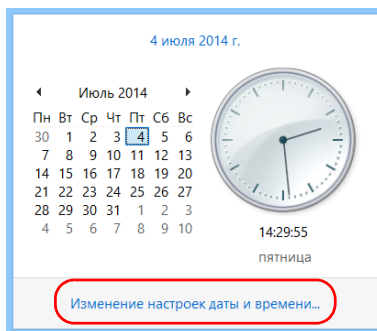 4 июля 2014 г.
Июль 2014
Пн Вт Ср Чт Пт Сб Вс
30 1 2 3 4 5 6
7 8 9 10 11 12 13
14 15 16 17 18 19 20
21 22 23 24 25 26 27
28 29 30 31 1 2 3
4 5 6 7 8 9 10
14:29:55
пятница
Изменение настроек даты и времени...